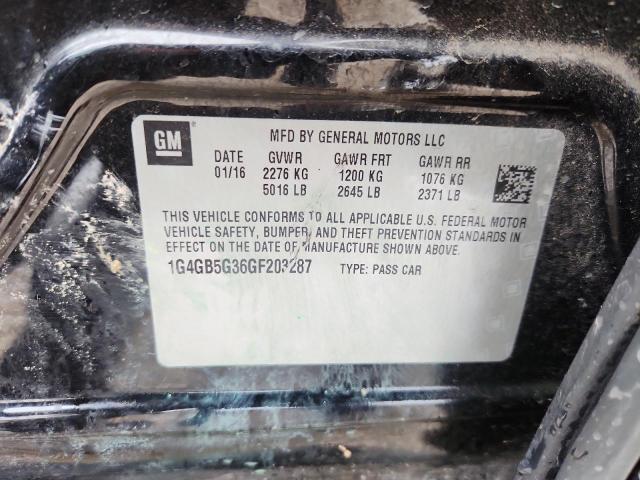 GM
MFD BY GENERAL MOTORS LLC
DATE GVWR GAWR FRT GAWR RR
01/16 2276 KG 1200 KG 1076 KG
5016 LB 2645 LB 2371 LB
THIS VEHICLE CONFORMS TO ALL APPLICABLE U.S. FEDERAL MOTOR
VEHICLE SAFETY, BUMPER, AND THEFT PREVENTION STANDARDS IN
EFFECT ON THE DATE OF MANUFACTURE SHOWN ABOVE.
1G4GB5G36GF203287 TYPE: PASS CAR